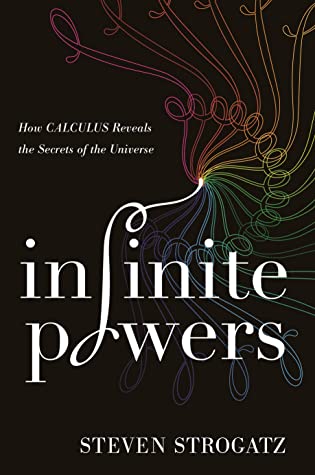 How CALCULUS Reveals
the Secrets of the Universe
infinite
powers
STEVEN STROGATZ